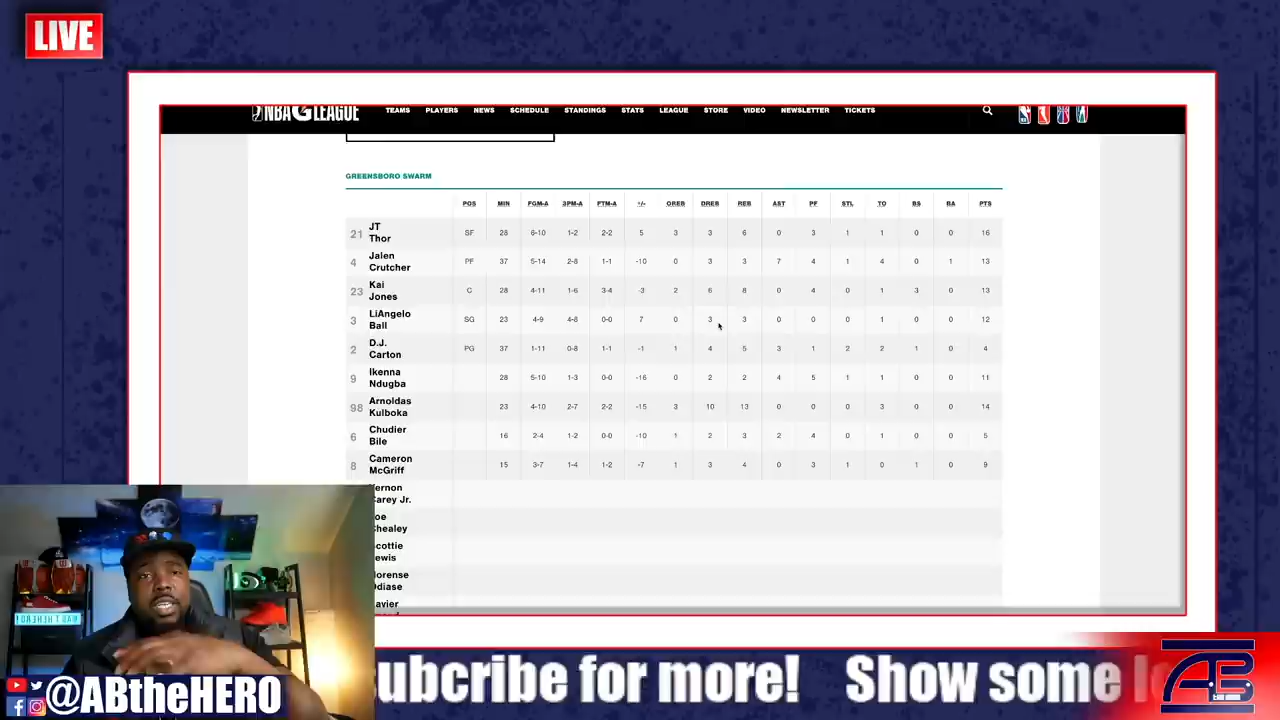 LIVE
NBA G LEAGUE TEAMS PLAYERS NEWS SCHEDULE STANDINGS STATS LEAGUE STORE VIDEO NEWSLETTER TICKETS
GREENSBORO SWARM
POS MIN FGM-A 3PM-A FTM-A +/- OREB DREB REB AST PF STL TO BS BA PTS
21 JT Thor SF 28 6-10 1-2 2-2 5 3 3 6 0 3 1 1 0 0 16
4 Jalen Crutcher PF 37 5-14 2-8 1-1 -10 0 3 3 7 4 1 4 0 1 13
23 Kai Jones C 28 4-11 1-6 3-4 -3 2 6 8 0 4 0 1 3 0 13
3 LiAngelo Ball SG 23 4-9 4-8 0-0 7 0 3 3 0 0 0 1 0 0 12
2 D.J. Carton PG 37 1-11 0-8 1-1 -1 1 4 5 3 1 2 2 1 0 4
9 Ikenna Ndugba 28 5-10 1-3 0-0 -16 0 2 2 4 5 1 1 0 0 11
98 Arnoldas Kulboka 23 4-10 2-7 2-2 -15 3 10 13 0 0 0 3 0 0 14
6 Chudier Bile 16 2-4 1-2 0-0 -10 1 2 3 2 4 0 1 0 0 5
8 Cameron McGriff 15 3-7 1-4 1-2 -7 1 3 4 0 3 1 0 1 0 9
ernon
arey Jr.
oe
healey
cottie
ewis
orense
diase
avier
@ABTHEHERO
@ABtheHERO
subcribe for more! Show some
AB